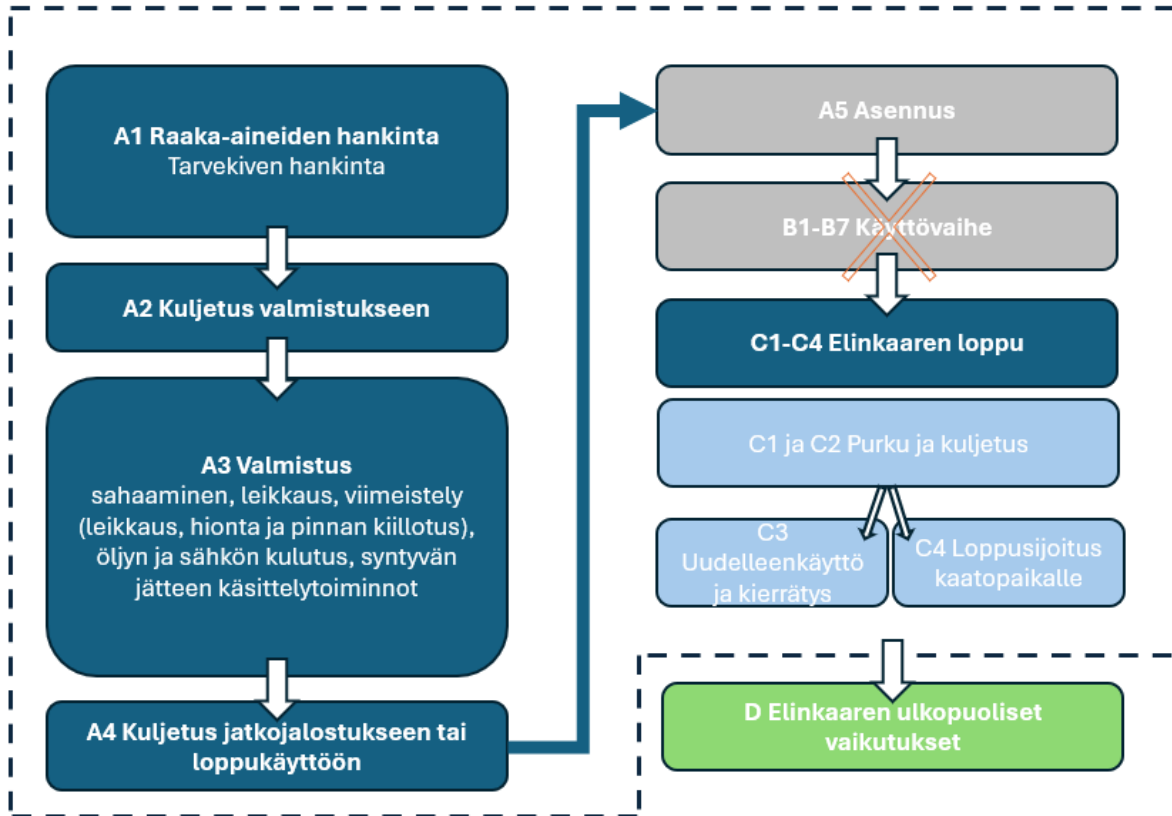 A1 Raaka-aineiden hankinta
Tarvekiven hankinta
A2 Kuljetus valmistukseen
A3 Valmistus
sahaaminen, leikkaus, viimeistely
(leikkaus, hionta ja pinnan kiillotus),
öljyn ja sähkön kulutus, syntyvän
jätteen käsittelytoiminnot
A4 Kuljetus jatkojalostukseen tai
loppukäyttöön
A5 Asennus
B1-B7 Käyttövaihe
C1-C4 Elinkaaren loppu
C1 ja C2 Purku ja kuljetus
C3
Uudelleenkäyttö
ja kierrätys
C4 Loppusijoitus
kaatopaikalle
D Elinkaaren ulkopuoliset
vaikutukset